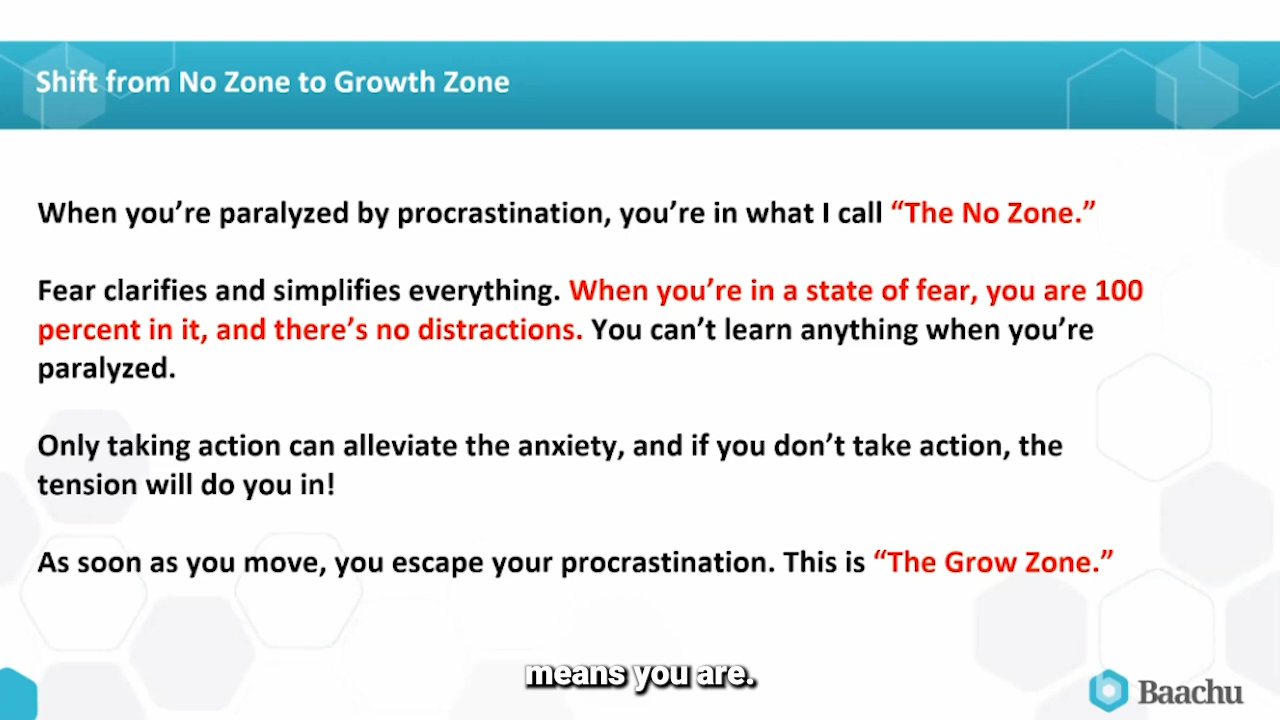 Shift from No Zone to Growth Zone
When you’re paralyzed by procrastination, you’re in what I call “The No Zone.”
Fear clarifies and simplifies everything. When you’re in a state of fear, you are 100
percent in it, and there’s no distractions. You can’t learn anything when you’re
paralyzed.
Only taking action can alleviate the anxiety, and if you don’t take action, the
tension will do you in!
As soon as you move, you escape your procrastination. This is “The Grow Zone.”
means you are.
Baachu